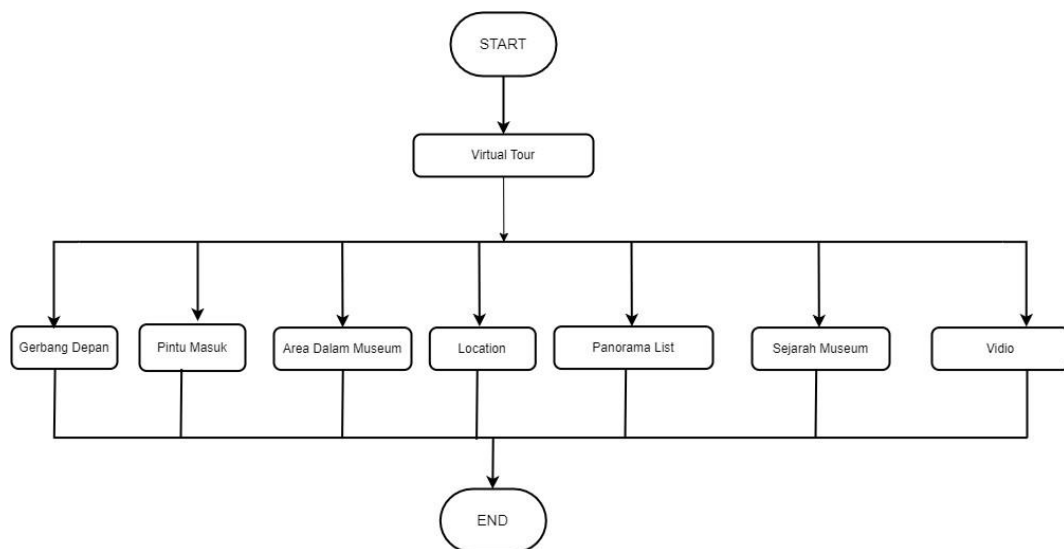 START
Virtual Tour
Gerbang Depan
Pintu Masuk
Area Dalam Museum
Location
Panorama List
Sejarah Museum
Vidio
END